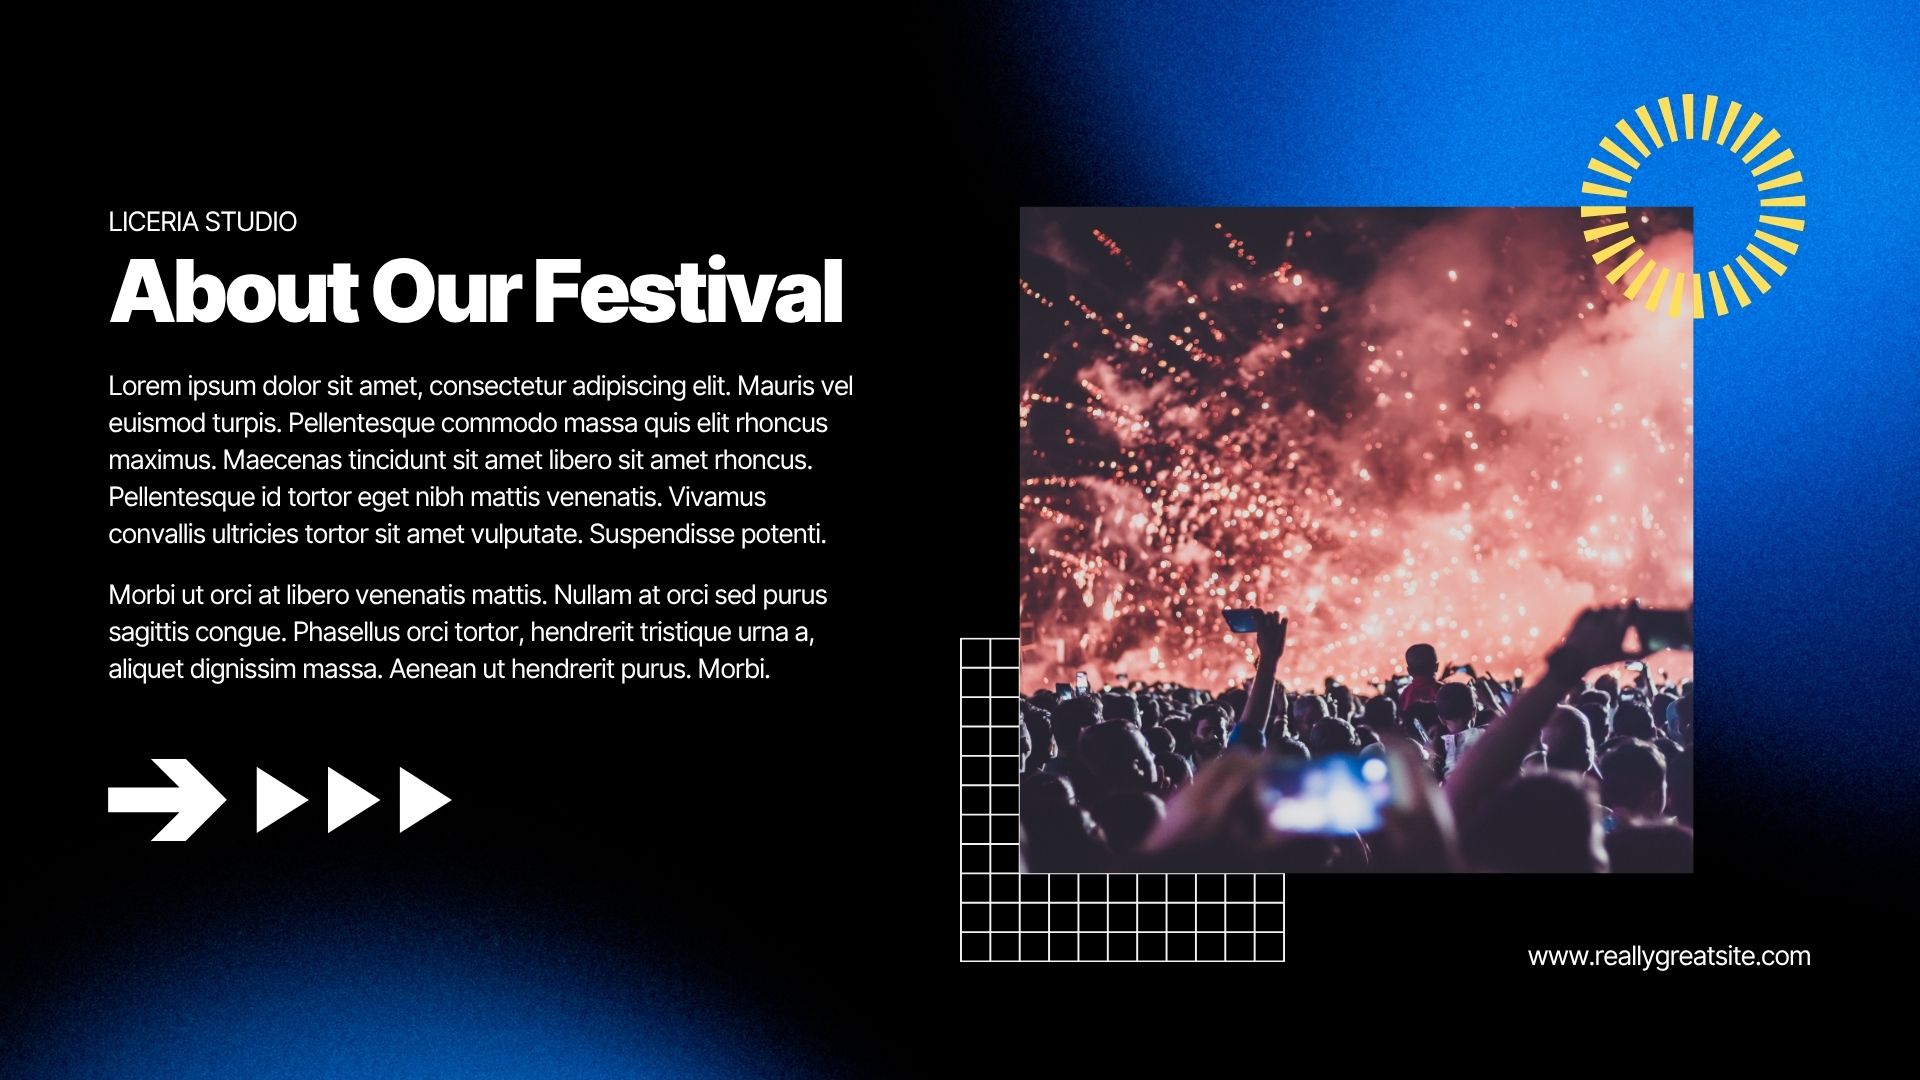 LICERIA STUDIO
About Our Festival
Lorem ipsum dolor sit amet, consectetur adipiscing elit. Mauris vel
euismod turpis. Pellentesque commodo massa quis elit rhoncus
maximus. Maecenas tincidunt sit amet libero sit amet rhoncus.
Pellentesque id tortor eget nibh mattis venenatis. Vivamus
convallis ultricies tortor sit amet vulputate. Suspendisse potenti.
Morbi ut orci at libero venenatis mattis. Nullam at orci sed purus
sagittis congue. Phasellus orci tortor, hendrerit tristique urna a,
aliquet dignissim massa. Aenean ut hendrerit purus. Morbi.
www.reallygreatsite.com